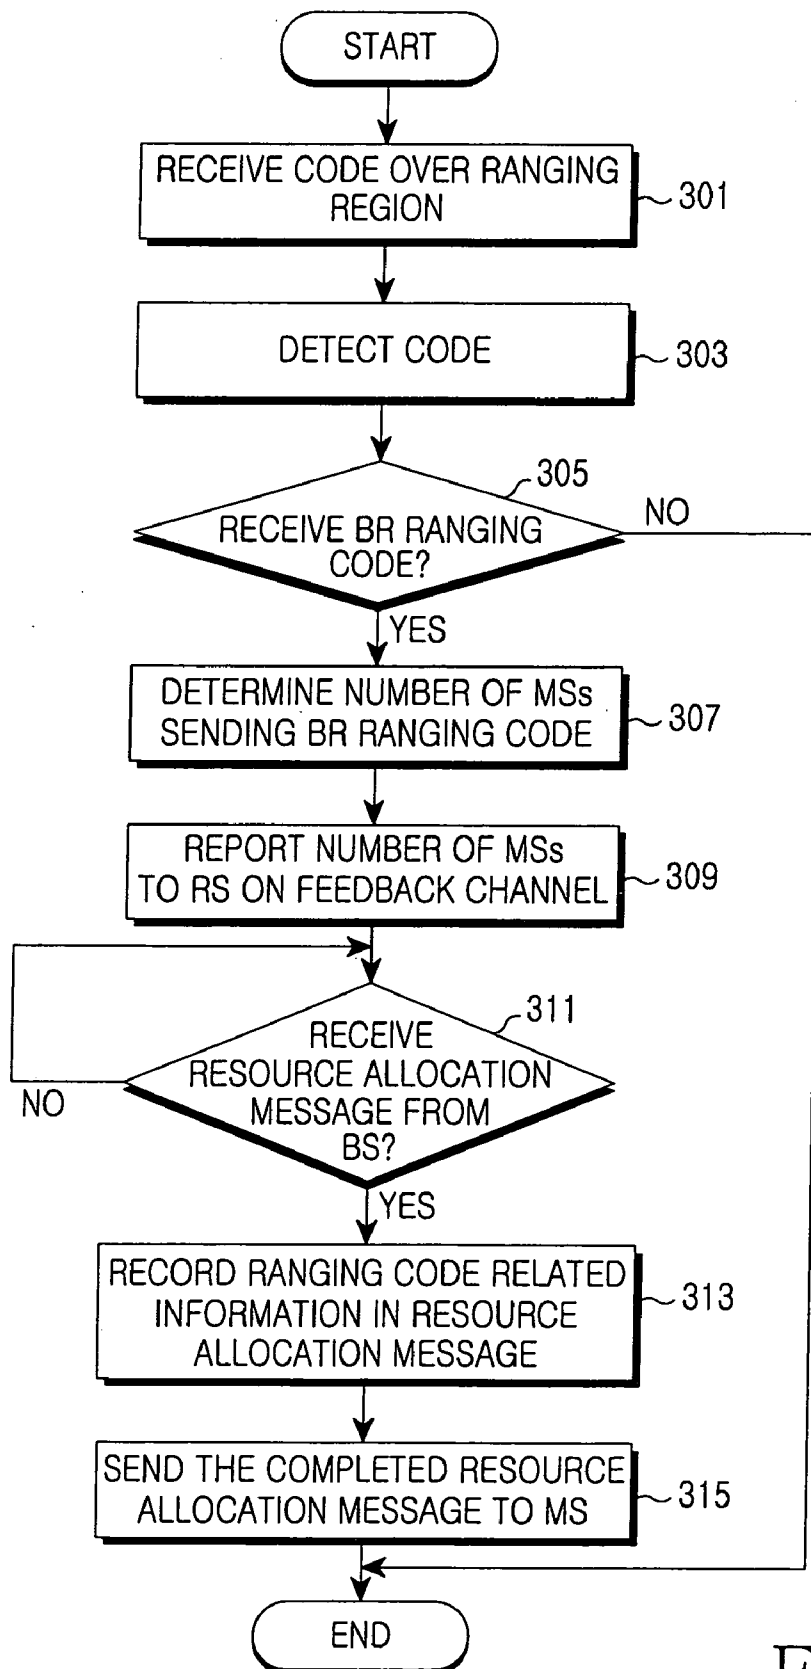 START
RECEIVE CODE OVER RANGING
REGION
301
DETECT CODE
303
305
RECEIVE BR RANGING
CODE?
NO
YES
DETERMINE NUMBER OF MSs
SENDING BR RANGING CODE
307
REPORT NUMBER OF MSs
TO RS ON FEEDBACK CHANNEL
309
311
RECEIVE
RESOURCE ALLOCATION
MESSAGE FROM
BS?
NO
YES
RECORD RANGING CODE RELATED
INFORMATION IN RESOURCE
ALLOCATION MESSAGE
313
SEND THE COMPLETED RESOURCE
ALLOCATION MESSAGE TO MS
315
END